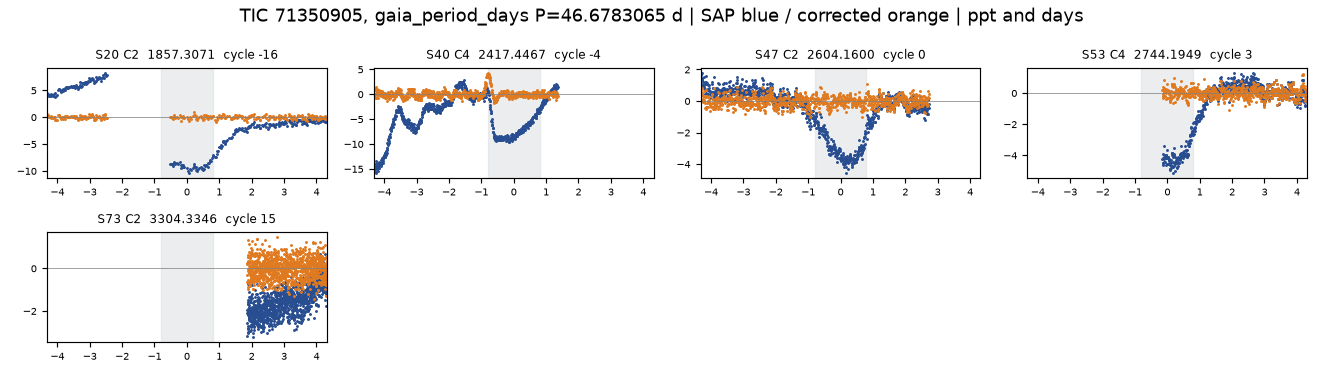 TIC 71350905, gaia_period_days P=46.6783065 d | SAP blue / corrected orange | ppt and days
S20 C2  1857.3071  cycle -16
S40 C4  2417.4467  cycle -4
S47 C2  2604.1600  cycle 0
S53 C4  2744.1949  cycle 3
5
0
−5
−10
−4 −3 −2 −1 0 1 2 3 4
5
0
−5
−10
−15
−4 −3 −2 −1 0 1 2 3 4
2
0
−2
−4
−4 −3 −2 −1 0 1 2 3 4
0
−2
−4
−4 −3 −2 −1 0 1 2 3 4
S73 C2  3304.3346  cycle 15
0
−2
−4 −3 −2 −1 0 1 2 3 4